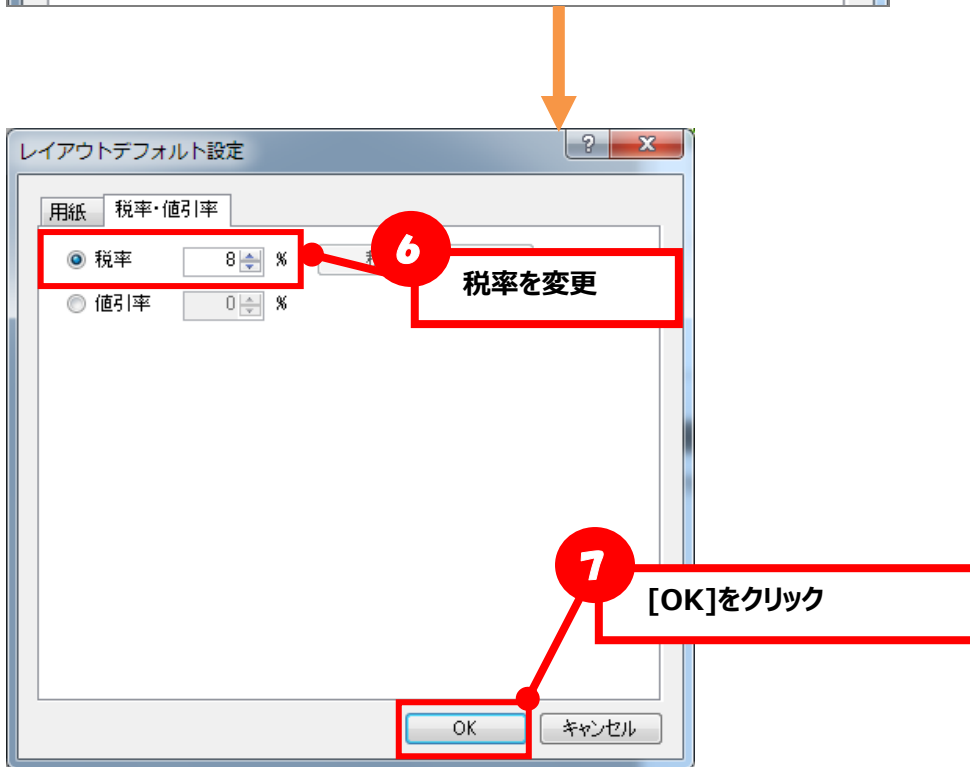 レイアウトデフォルト設定
?
x
用紙
税率・値引率
税率
8
%
6
税率を変更
値引率
0
%
7
[OK]をクリック
OK
キャンセル